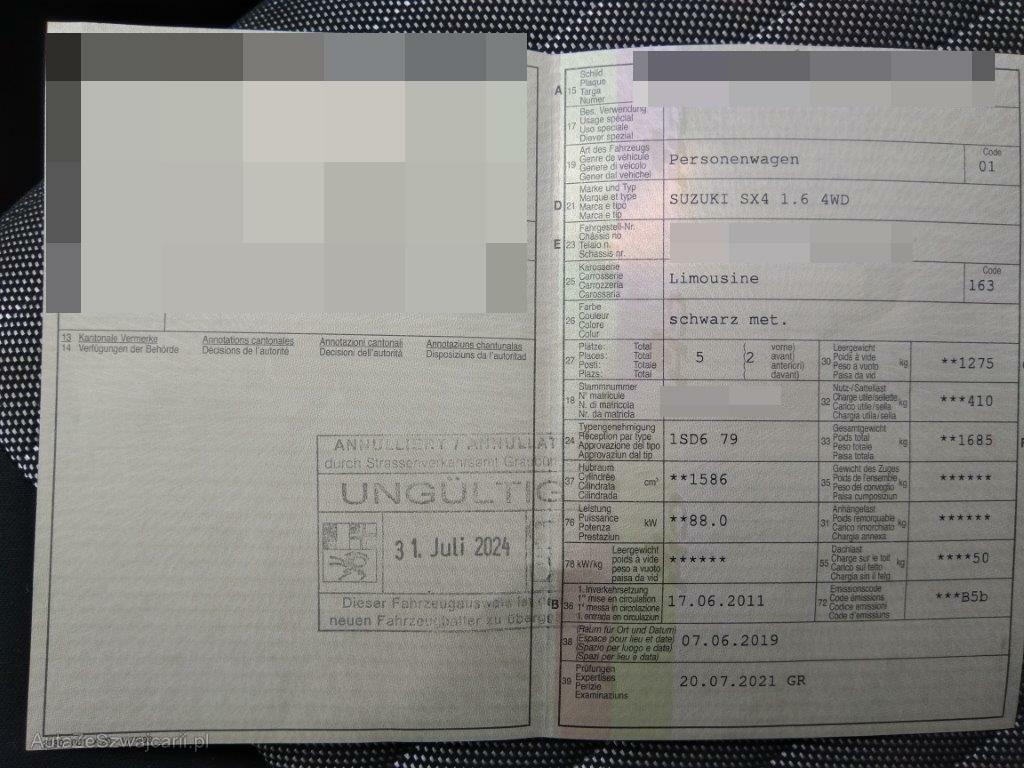 13 Kantonale Vermerke Annotations cantonales Annotazioni cantonali Annotaziuns chantunalas
14 Verfügungen der Behörde Décisions de l'autorité Decisioni dell'autorità Disposiziuns da l'autoritad
ANNULLIERT / ANNULLAT
durch Strassenverkehrsamt Graubün
UNGÜLTIG
31. Juli 2024
Dieser Fahrzeugausweis ist de
neuen Fahrzeughalter zu überge
A 15 Schild
Plaque
Targa
Numer
17 Bes. Verwendung
Usage spécial
Uso speciale
Diever spezial
19 Art des Fahrzeugs
Genre de véhicule
Genere di veicolo
Gener dal vehichel
Personenwagen
Code
01
D 21 Marke und Typ
Marque et type
Marca e tipo
Marca e tip
SUZUKI SX4 1.6 4WD
E 23 Fahrgestell-Nr.
Châssis no
Telaio n.
Schassis nr.
25 Karosserie
Carrosserie
Carrozzeria
Carossaria
Limousine
Code
163
26 Farbe
Couleur
Colore
Colur
schwarz met.
27 Plätze: Total
Places: Total
Posti: Totale
Plazs: Total
5 (2 vorne)
avant)
anteriori)
davant)
30 Leergewicht
Poids à vide
Peso a vuoto
Paisa da vid
kg **1275
18 Stammnummer
N° matricule
N. di matricola
Nr. da matricla
32 Nutz-/Sattellast
Charge utile/sellette
Carico utile/sella
Chargia utila/sella
kg ***410
24 Typengenehmigung
Réception par type
Approvazione del tipo
Approvaziun dal tip
1SD6 79
33 Gesamtgewicht
Poids total
Peso totale
Paisa totala
kg **1685
37 Hubraum
Cylindrée
Cilindrata
Cilindrada
cm³ **1586
35 Gewicht des Zuges
Poids de l'ensemble
Peso del convoglio
Paisa cumposiziun
kg ******
76 Leistung
Puissance
Potenza
Prestaziun
kW **88.0
31 Anhängelast
Poids remorquable
Carico rimorchiato
Chargia annexa
kg ******
78 kW/kg Leergewicht
poids à vide
peso a vuoto
paisa da vid
******
55 Dachlast
Charge sur le toit
Carico sul tetto
Chargia sin il tetg
kg ****50
B 36 1. Inverkehrsetzung
1re mise en circulation
1a messa in circolazione
1. entrada en circulaziun
17.06.2011
72 Emissionscode
Code émissions
Codice emissioni
Code d'emissiuns
***B5b
38 (Raum für Ort und Datum)
(Espace pour lieu et date)
(Spazio per luogo e data)
(Spazi per lieu e data)
07.06.2019
39 Prüfungen
Expertises
Perizie
Examinaziuns
20.07.2021 GR
AutazeSzwajcarii.pl